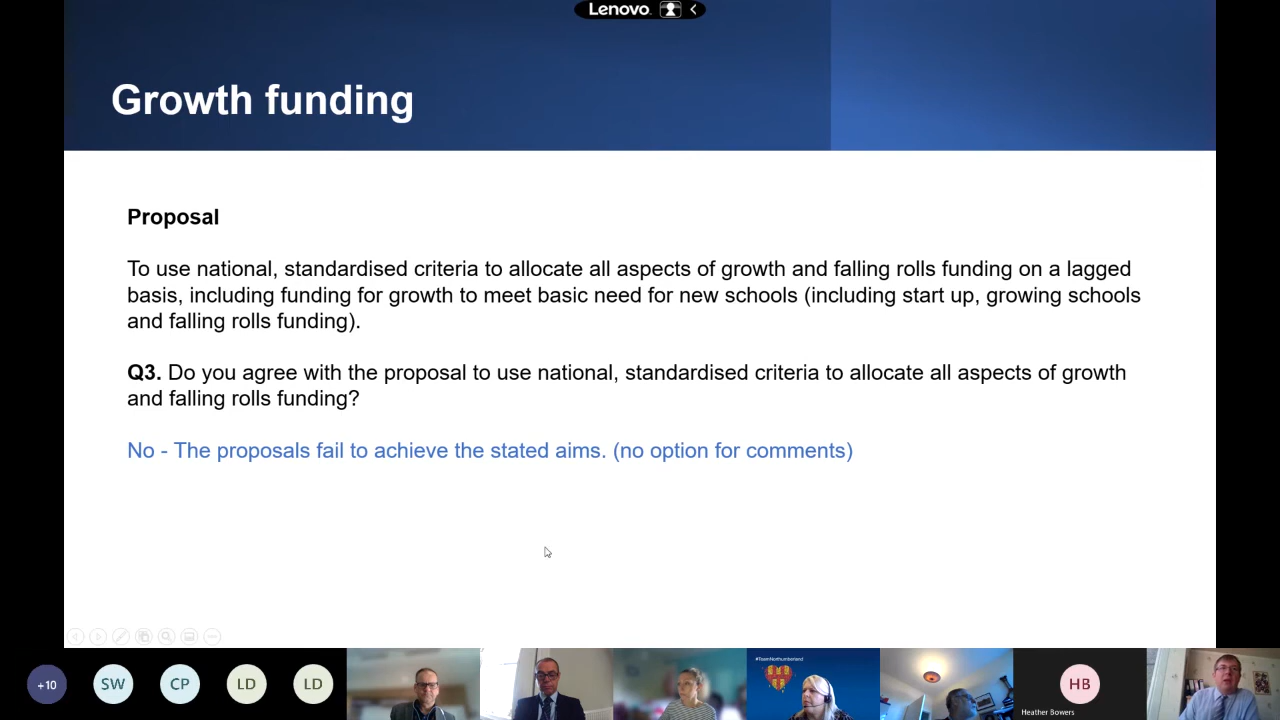 Lenovo
Growth funding
Proposal
To use national, standardised criteria to allocate all aspects of growth and falling rolls funding on a lagged
basis, including funding for growth to meet basic need for new schools (including start up, growing schools
and falling rolls funding).
Q3. Do you agree with the proposal to use national, standardised criteria to allocate all aspects of growth
and falling rolls funding?
No - The proposals fail to achieve the stated aims. (no option for comments)
#TeamNorthumberland
+10 SW CP LD LD HB
Heather Bowers